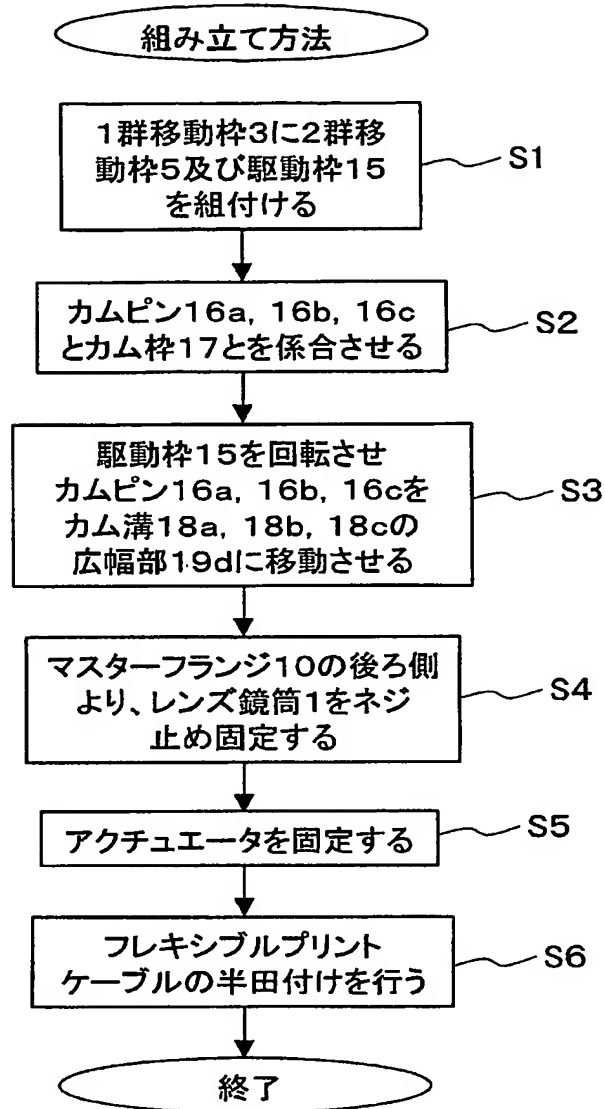 組み立て方法
1群移動枠3に2群移
動枠5及び駆動枠15
を組付ける
S1
カムピン16a, 16b, 16c
とカム枠17とを係合させる
S2
駆動枠15を回転させ
カムピン16a, 16b, 16cを
カム溝18a, 18b, 18cの
広幅部19dに移動させる
S3
マスターフランジ10の後ろ側
より、レンズ鏡筒1をネジ
止め固定する
S4
アクチュエータを固定する
S5
フレキシブルプリント
ケーブルの半田付けを行う
S6
終了